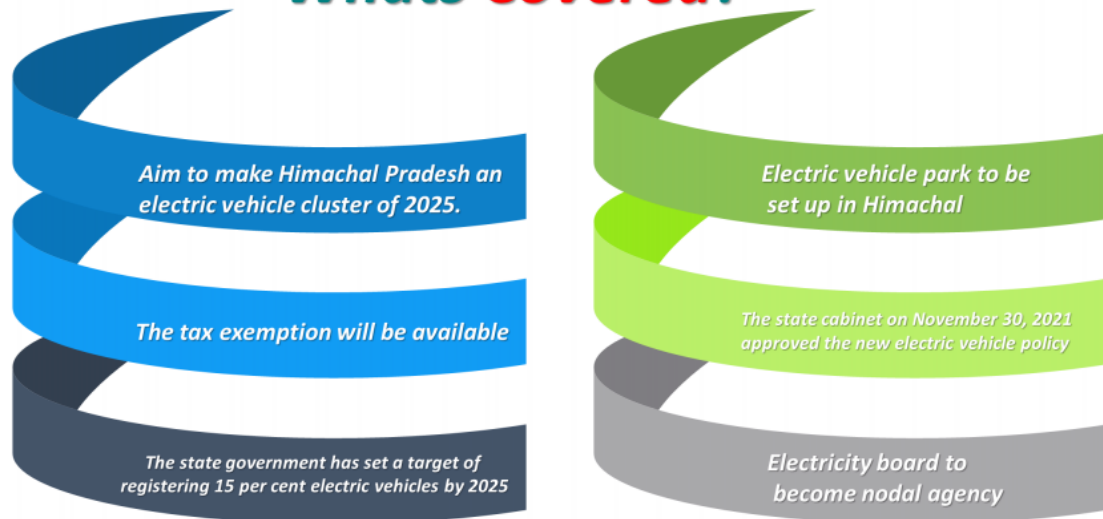 Whats Covered?
Aim to make Himachal Pradesh an
electric vehicle cluster of 2025.
The tax exemption will be available
The state government has set a target of
registering 15 per cent electric vehicles by 2025
Electric vehicle park to be
set up in Himachal
The state cabinet on November 30, 2021
approved the new electric vehicle policy
Electricity board to
become nodal agency